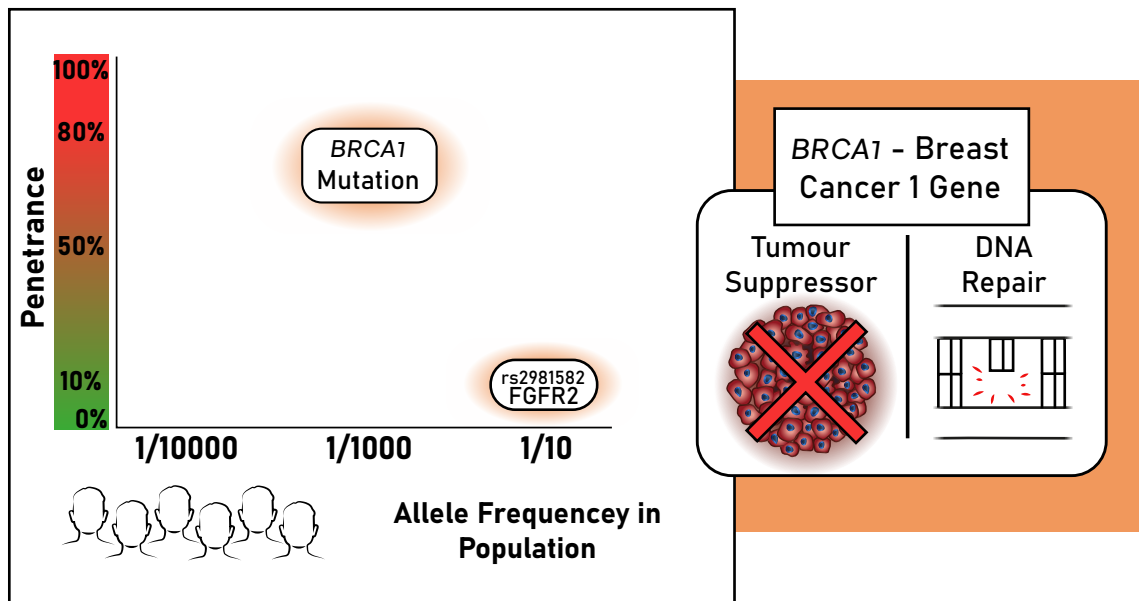 100%
80%
50%
10%
0%
Penetrance
BRCA1
Mutation
rs2981582
FGFR2
1/10000
1/1000
1/10
Allele Frequencey in
Population
BRCA1 - Breast
Cancer 1 Gene
Tumour
Suppressor
DNA
Repair